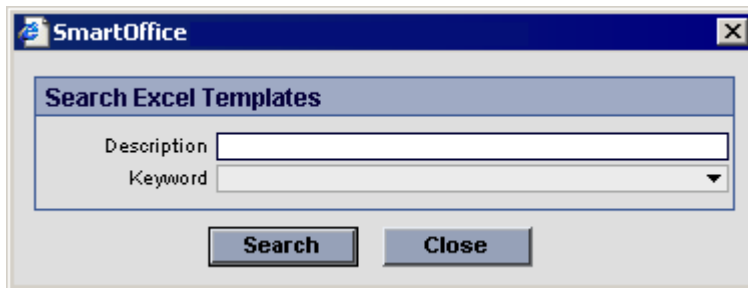 SmartOffice
Search Excel Templates
Description
Keyword
Search Close